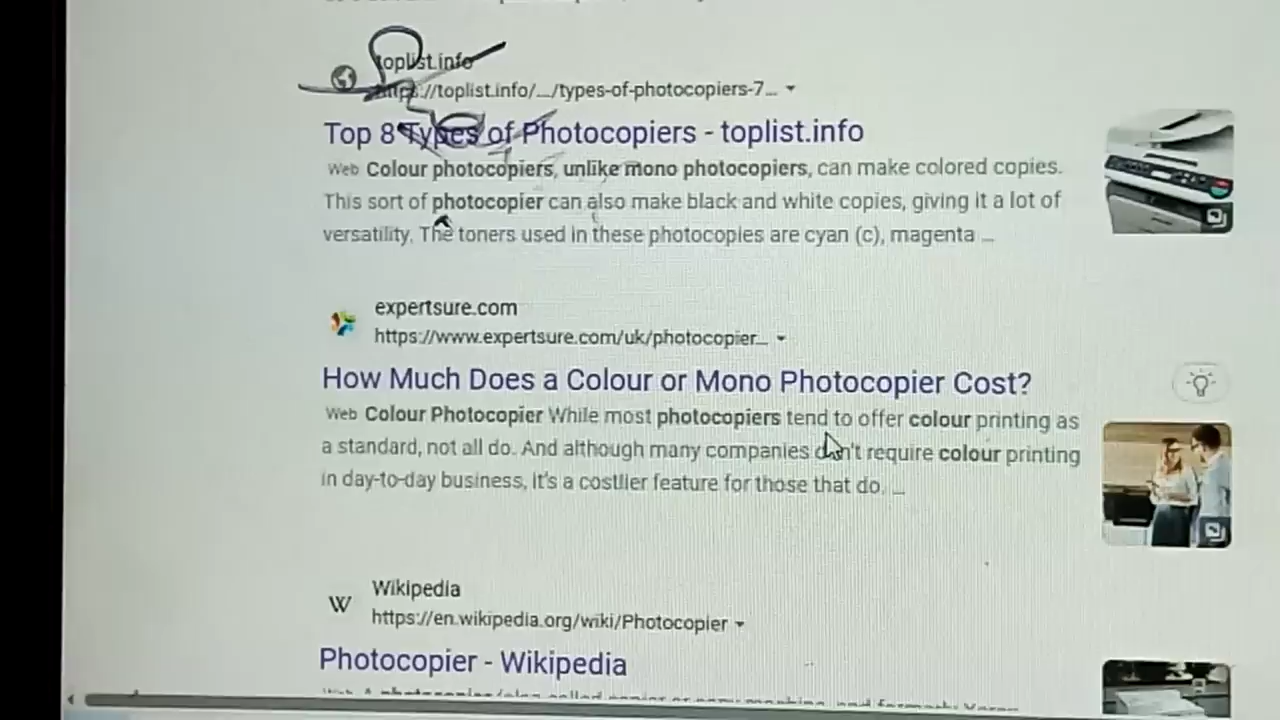 toplist.info
https://toplist.info/.../types-of-photocopiers-7...
Top 8 Types of Photocopiers - toplist.info
Web Colour photocopiers, unlike mono photocopiers, can make colored copies.
This sort of photocopier can also make black and white copies, giving it a lot of
versatility. The toners used in these photocopies are cyan (c), magenta ...
expertsure.com
https://www.expertsure.com/uk/photocopier...
How Much Does a Colour or Mono Photocopier Cost?
Web Colour Photocopier While most photocopiers tend to offer colour printing as
a standard, not all do. And although many companies don't require colour printing
in day-to-day business, it's a costlier feature for those that do. ...
W
Wikipedia
https://en.wikipedia.org/wiki/Photocopier
Photocopier - Wikipedia